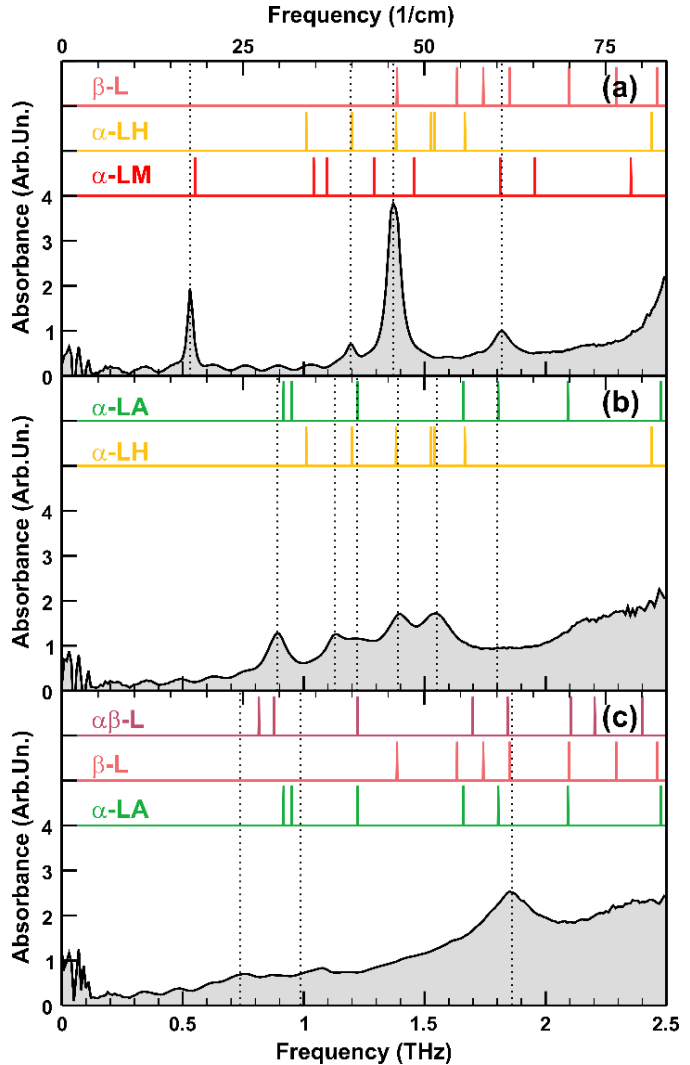 Frequency (1/cm)
0 25 50 75
β-L (a)
α-LH
α-LM
Absorbance (Arb.Un.)
4
3
2
1
0
α-LA (b)
α-LH
Absorbance (Arb.Un.)
4
3
2
1
0
αβ-L (c)
β-L
α-LA
Absorbance (Arb.Un.)
4
3
2
1
0
0 0.5 1 1.5 2 2.5
Frequency (THz)